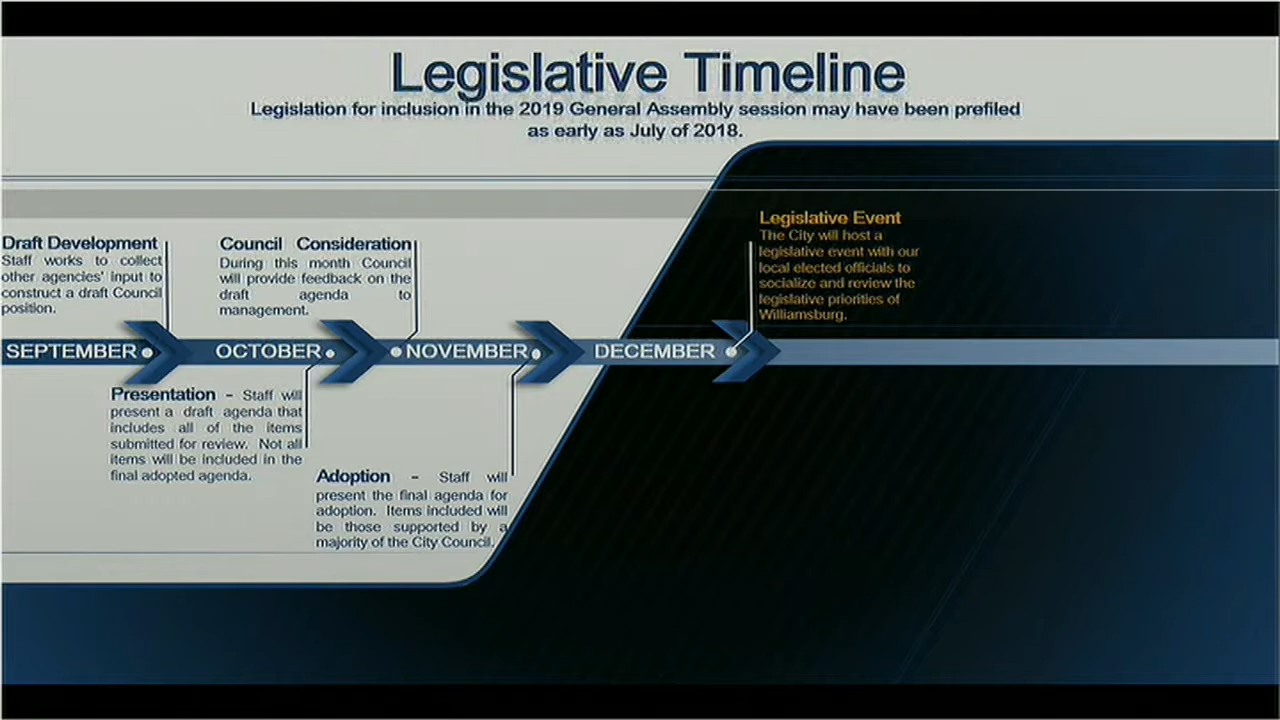 Legislative Timeline
Legislation for inclusion in the 2019 General Assembly session may have been prefiled
as early as July of 2018.
Draft Development
Staff works to collect
other agencies' input to
construct a draft Council
position.
Council Consideration
During this month Council
will provide feedback on the
draft agenda to
management.
Legislative Event
The City will host a
legislative event with our
local elected officials to
socialize and review the
legislative priorities of
Williamsburg.
SEPTEMBER OCTOBER NOVEMBER DECEMBER
Presentation - Staff will
present a draft agenda that
includes all of the items
submitted for review. Not all
items will be included in the
final adopted agenda.
Adoption - Staff will
present the final agenda for
adoption. Items included will
be those supported by a
majority of the City Council.